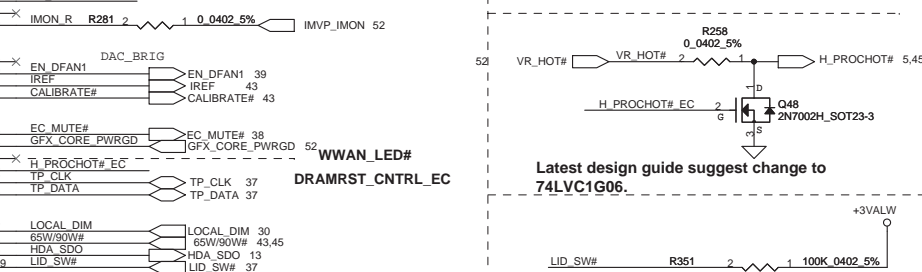 IMON_R R281 2 1 0_0402_5% IMVP_IMON 52
DAC_BRIG
EN_DFAN1 EN_DFAN1 39
IREF IREF 43
CALIBRATE# CALIBRATE# 43
EC_MUTE# EC_MUTE# 38
GFX_CORE_PWRGD GFX_CORE_PWRGD 52
WWAN_LED#
H_PROCHOT#_EC
TP_CLK TP_CLK 37
DRAMRST_CNTRL_EC
TP_DATA TP_DATA 37
LOCAL_DIM LOCAL_DIM 30
65W/90W# 65W/90W# 43,45
HDA_SDO HDA_SDO 13
9 LID_SW# LID_SW# 37
R258
0_0402_5%
52 VR_HOT# VR_HOT# 2 1 H_PROCHOT# 5,45
1 D
H_PROCHOT#_EC 2 G
Q48
2N7002H_SOT23-3
3 S
Latest design guide suggest change to
74LVC1G06.
+3VALW
LID_SW# R351 2 1 100K_0402_5%